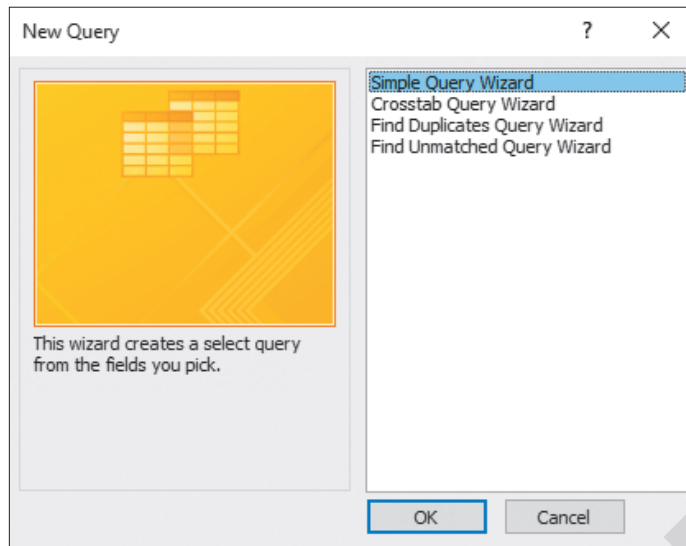 New Query
?
Simple Query Wizard
Crosstab Query Wizard
Find Duplicates Query Wizard
Find Unmatched Query Wizard
This wizard creates a select query
from the fields you pick.
OK
Cancel